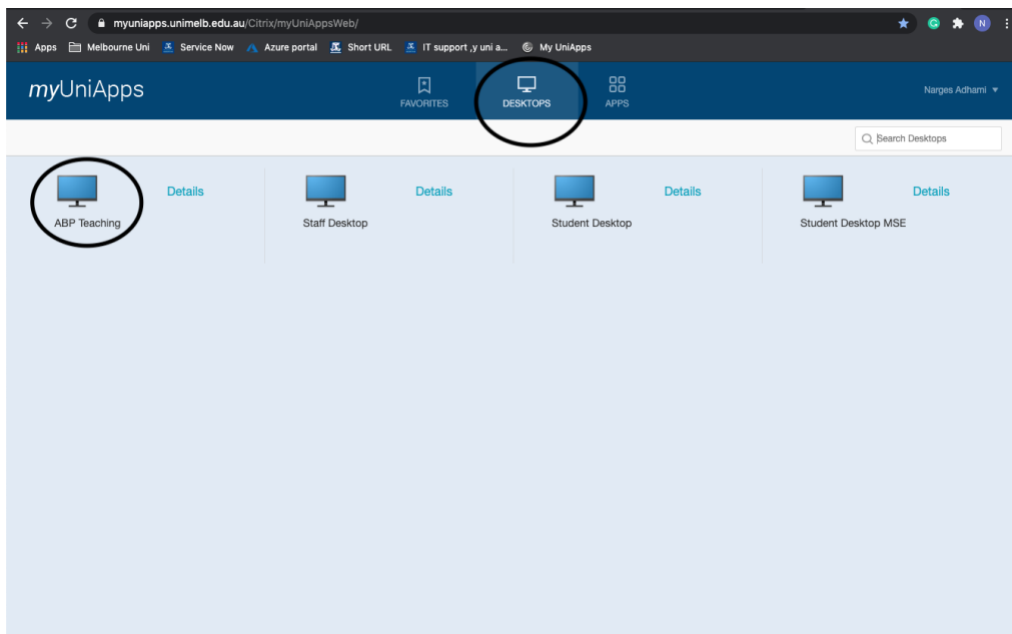 myuniapps.unimelb.edu.au/Citrix/myUniAppsWeb/
N
Apps Melbourne Uni Service Now Azure portal Short URL IT support ,y uni a... My UniApps
myUniApps
FAVORITES DESKTOPS APPS
Narges Adhami
Search Desktops
Details Details Details Details
ABP Teaching Staff Desktop Student Desktop Student Desktop MSE